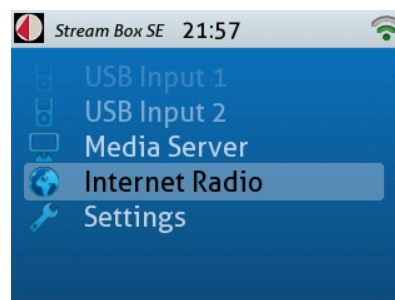 Stream Box SE 21:57
USB Input 1
USB Input 2
Media Server
Internet Radio
Settings